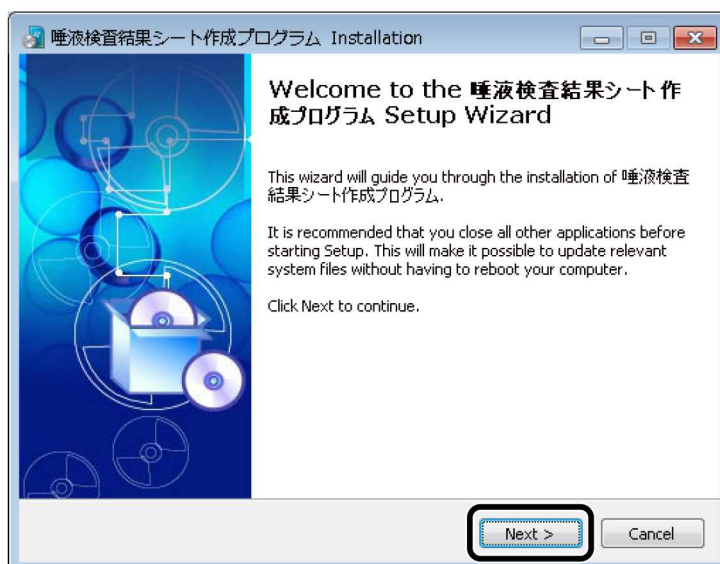 唾液検査結果シート作成プログラム Installation
Welcome to the 唾液検査結果シート作
成プログラム Setup Wizard
This wizard will guide you through the installation of 唾液検査
結果シート作成プログラム.
It is recommended that you close all other applications before
starting Setup. This will make it possible to update relevant
system files without having to reboot your computer.
Click Next to continue.
Next >
Cancel